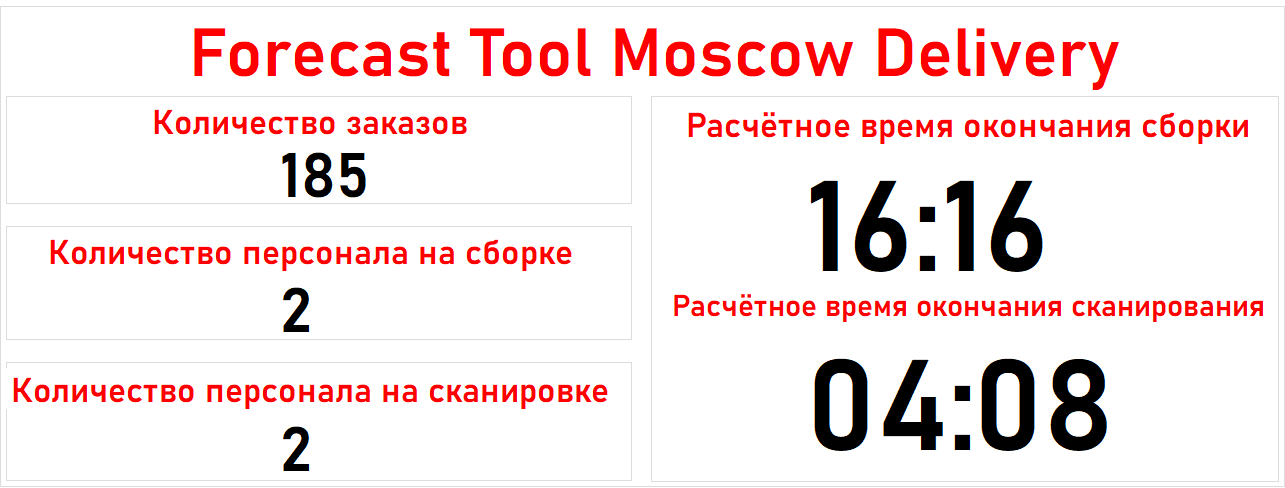 Forecast Tool Moscow Delivery
Количество заказов
185
Количество персонала на сборке
2
Количество персонала на сканировке
2
Расчётное время окончания сборки
16:16
Расчётное время окончания сканирования
04:08